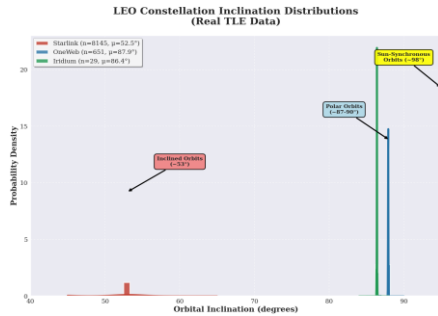 LEO Constellation Inclination Distributions
(Real TLE Data)
Starlink (n=8145, μ=52.5°)
OneWeb (n=651, μ=87.9°)
Iridium (n=29, μ=86.4°)
Sun-Synchronous
Orbits (~98°)
Polar Orbits
(~87-90°)
Inclined Orbits
(~53°)
Probability Density
20
15
10
5
0
40 50 60 70 80 90
Orbital Inclination (degrees)